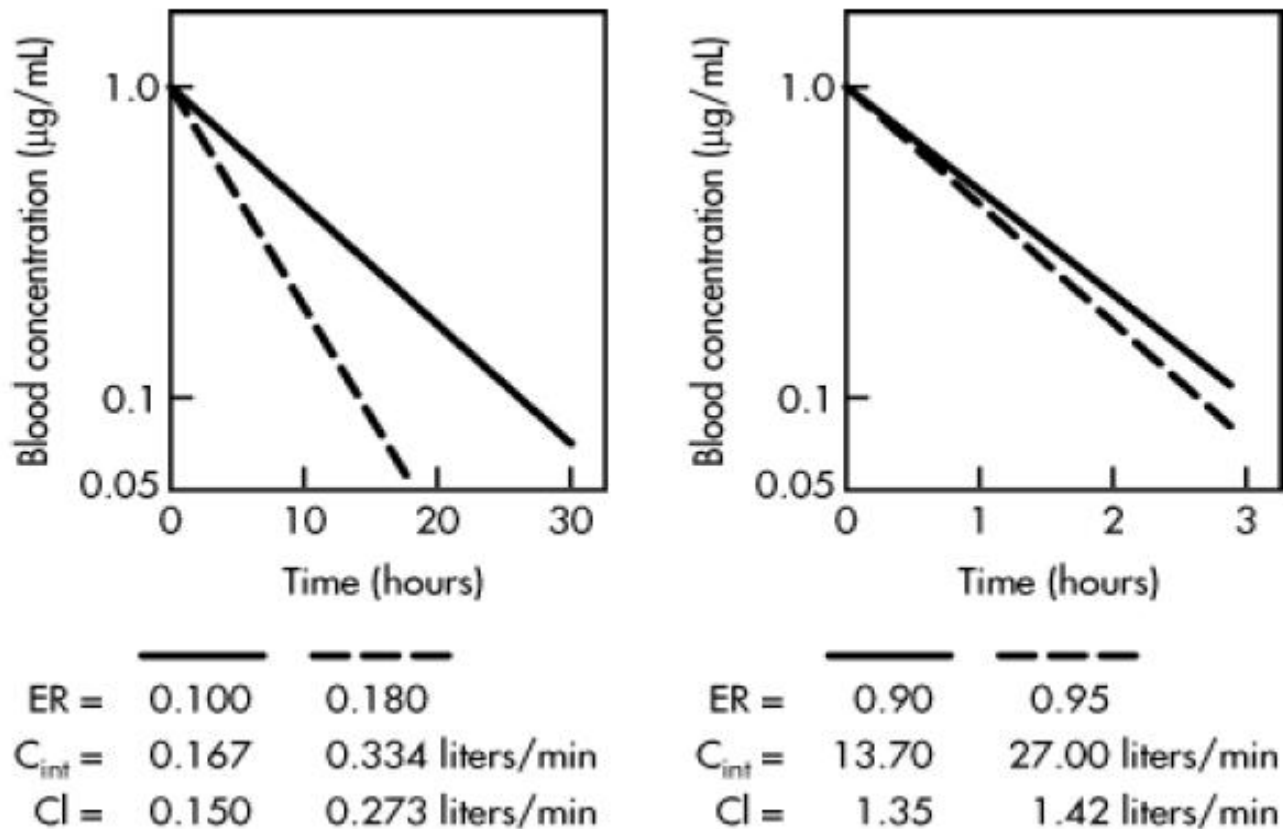 Blood concentration (μg/mL)
1.0
0.1
0.05
0 10 20 30
Time (hours)
ER = 0.100 0.180
C_int = 0.167 0.334 liters/min
Cl = 0.150 0.273 liters/min
Blood concentration (μg/mL)
1.0
0.1
0.05
0 1 2 3
Time (hours)
ER = 0.90 0.95
C_int = 13.70 27.00 liters/min
Cl = 1.35 1.42 liters/min